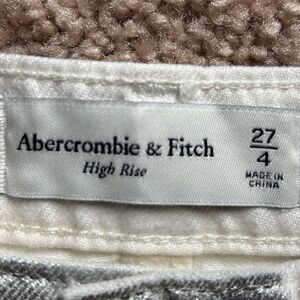 Abercrombie & Fitch
High Rise
27
4
MADE IN
CHINA